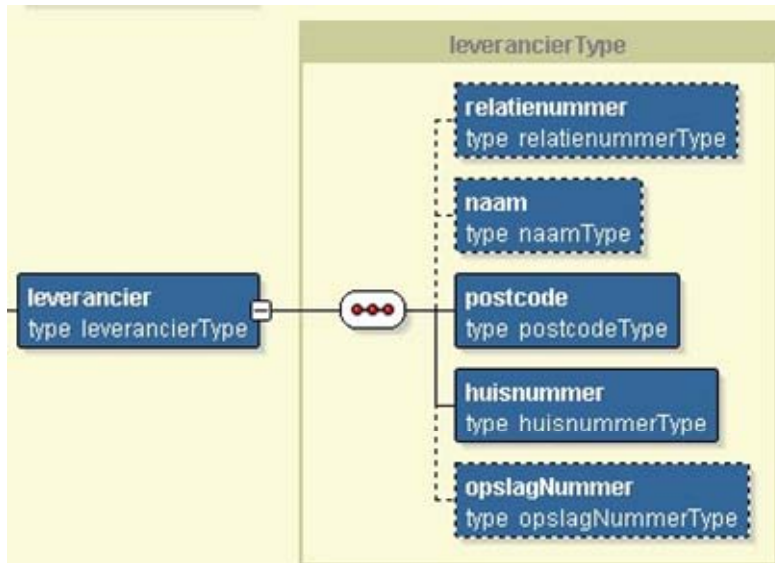 leverancierType
relatienummer
type relatienummerType
naam
type naamType
leverancier
type leverancierType
postcode
type postcodeType
huisnummer
type huisnummerType
opslagNummer
type opslagNummerType